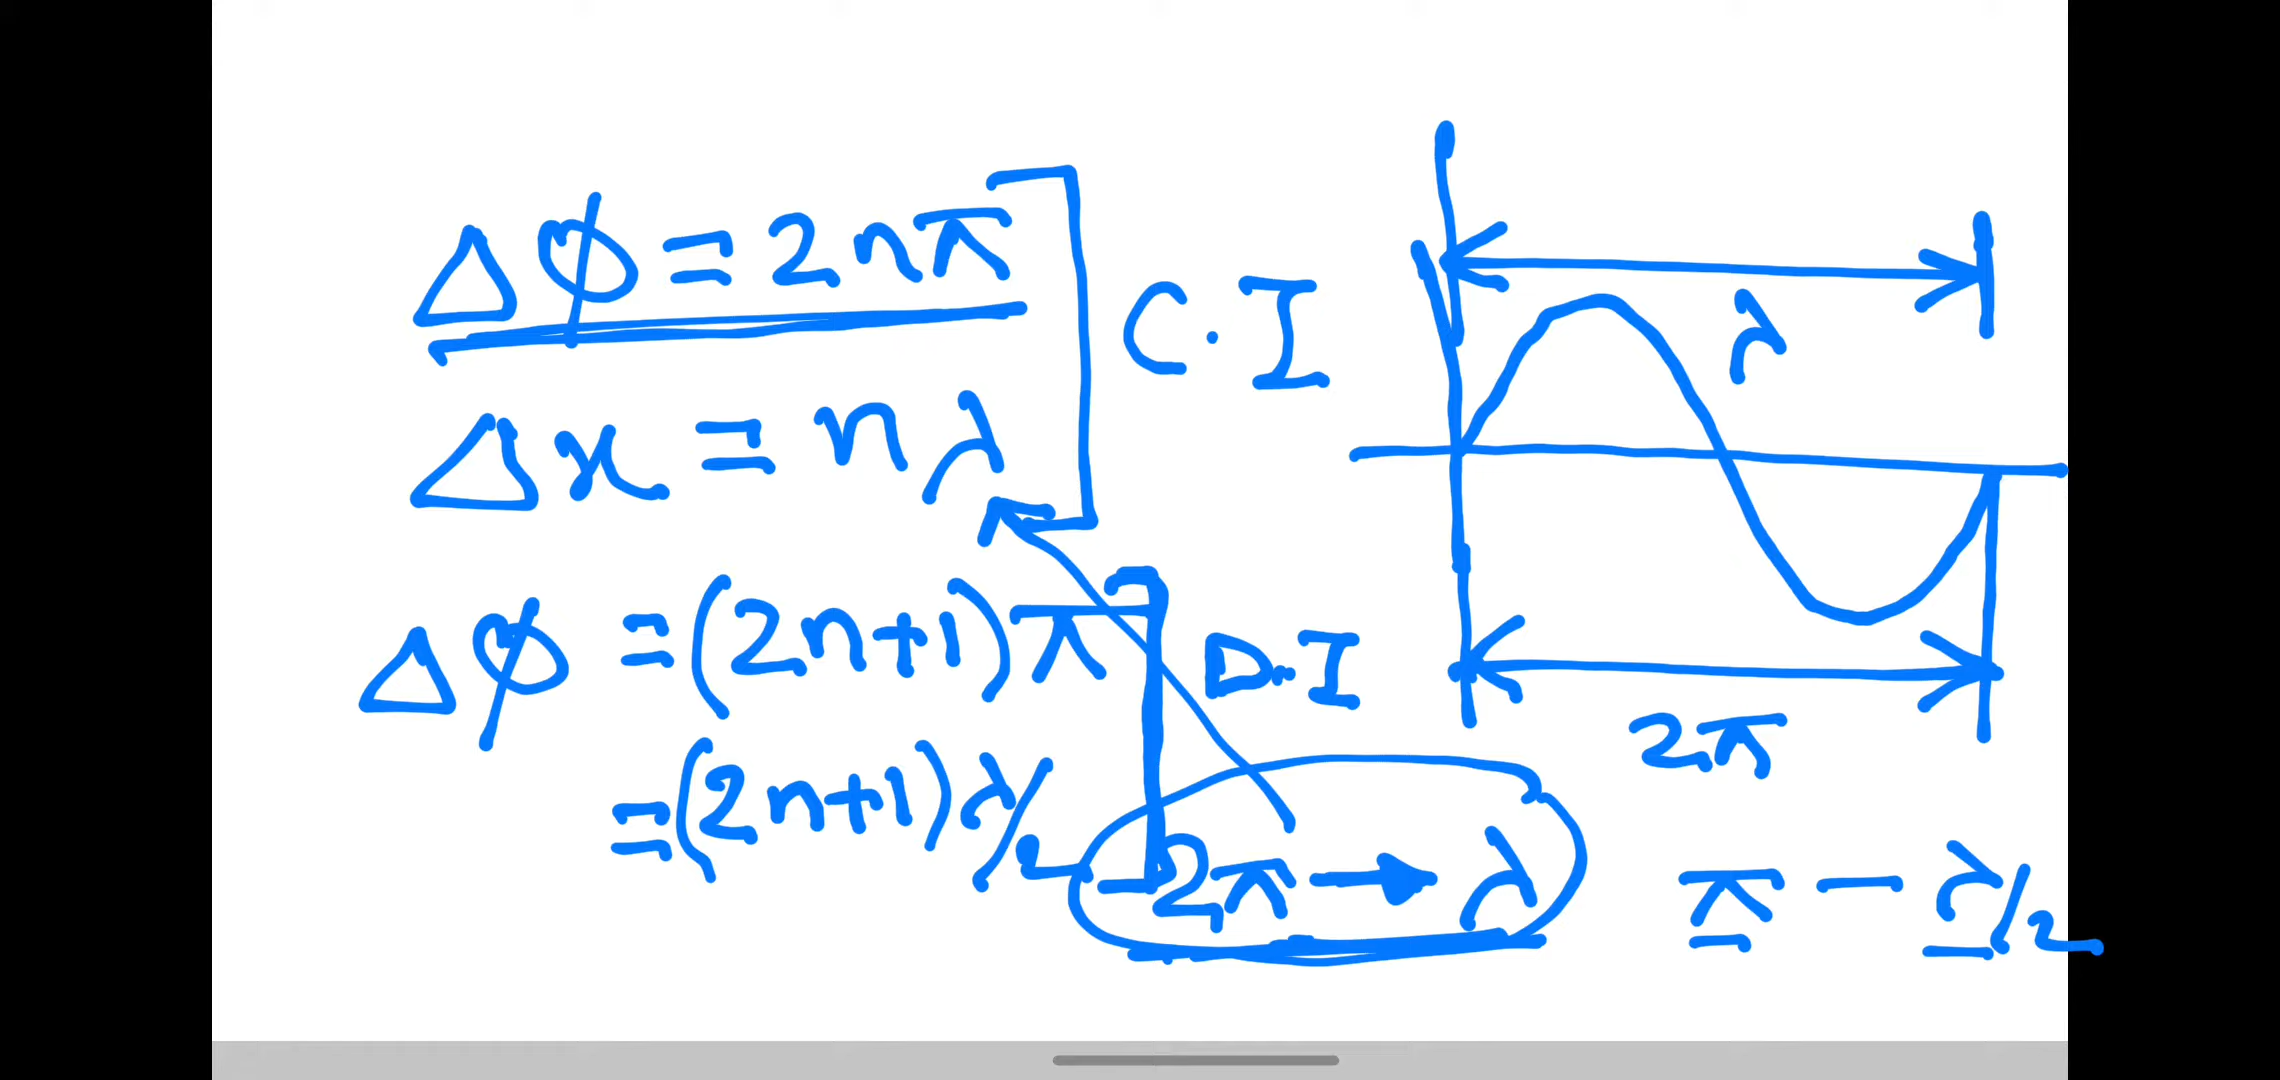 Δφ = 2nπ
C.I
λ
Δx = nλ
Δφ = (2n+1)π
D.I
= (2n+1)λ/2
2π
2π → λ
π - λ/2